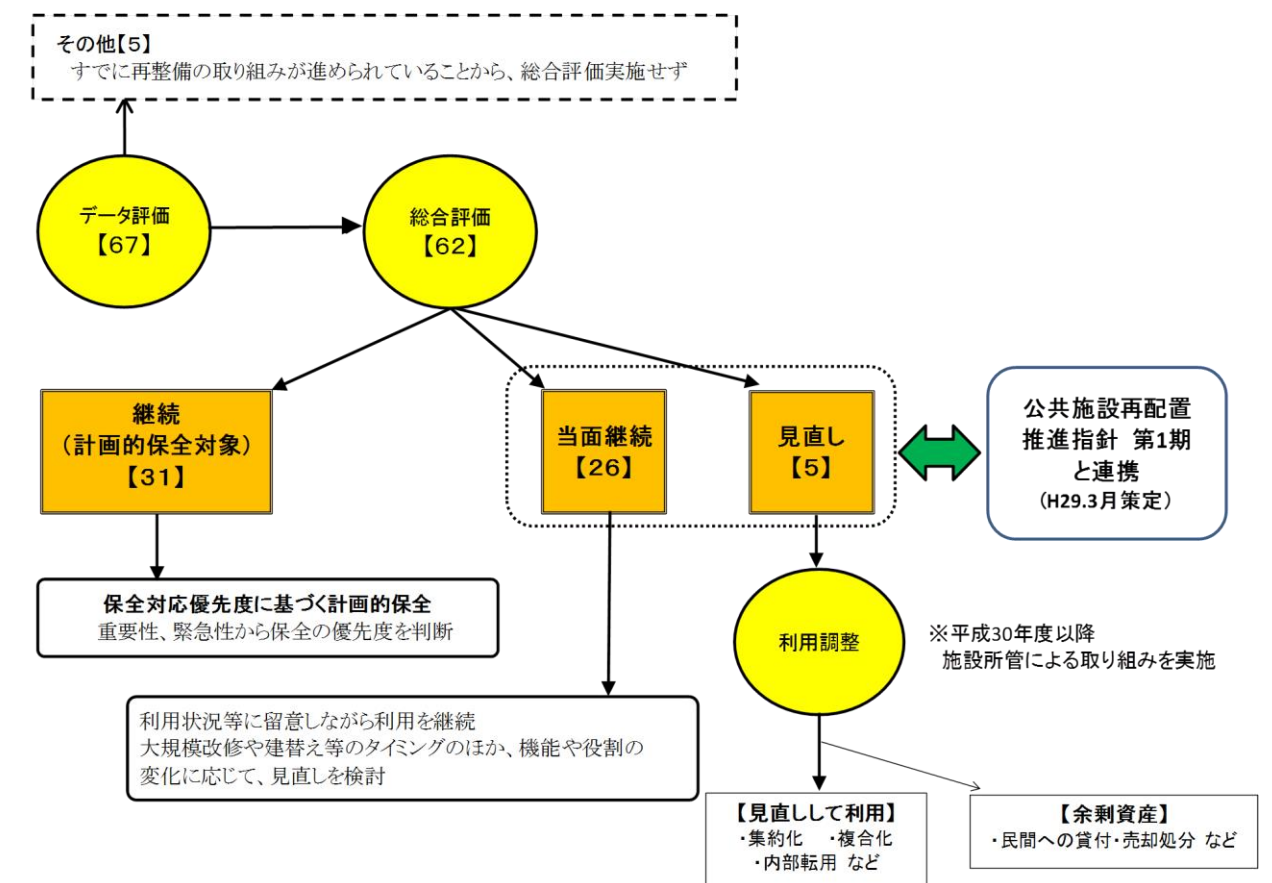 その他【5】
すでに再整備の取り組みが進められていることから、総合評価実施せず
データ評価
【67】
総合評価
【62】
継続
(計画的保全対象)
【31】
当面継続
【26】
見直し
【5】
公共施設再配置
推進指針 第1期
と連携
(H29.3月策定)
保全対応優先度に基づく計画的保全
重要性、緊急性から保全の優先度を判断
利用調整
※平成30年度以降
施設所管による取り組みを実施
利用状況等に留意しながら利用を継続
大規模改修や建替え等のタイミングのほか、機能や役割の
変化に応じて、見直しを検討
【見直しして利用】
・集約化 ・複合化
・内部転用 など
【余剰資産】
・民間への貸付・売却処分 など